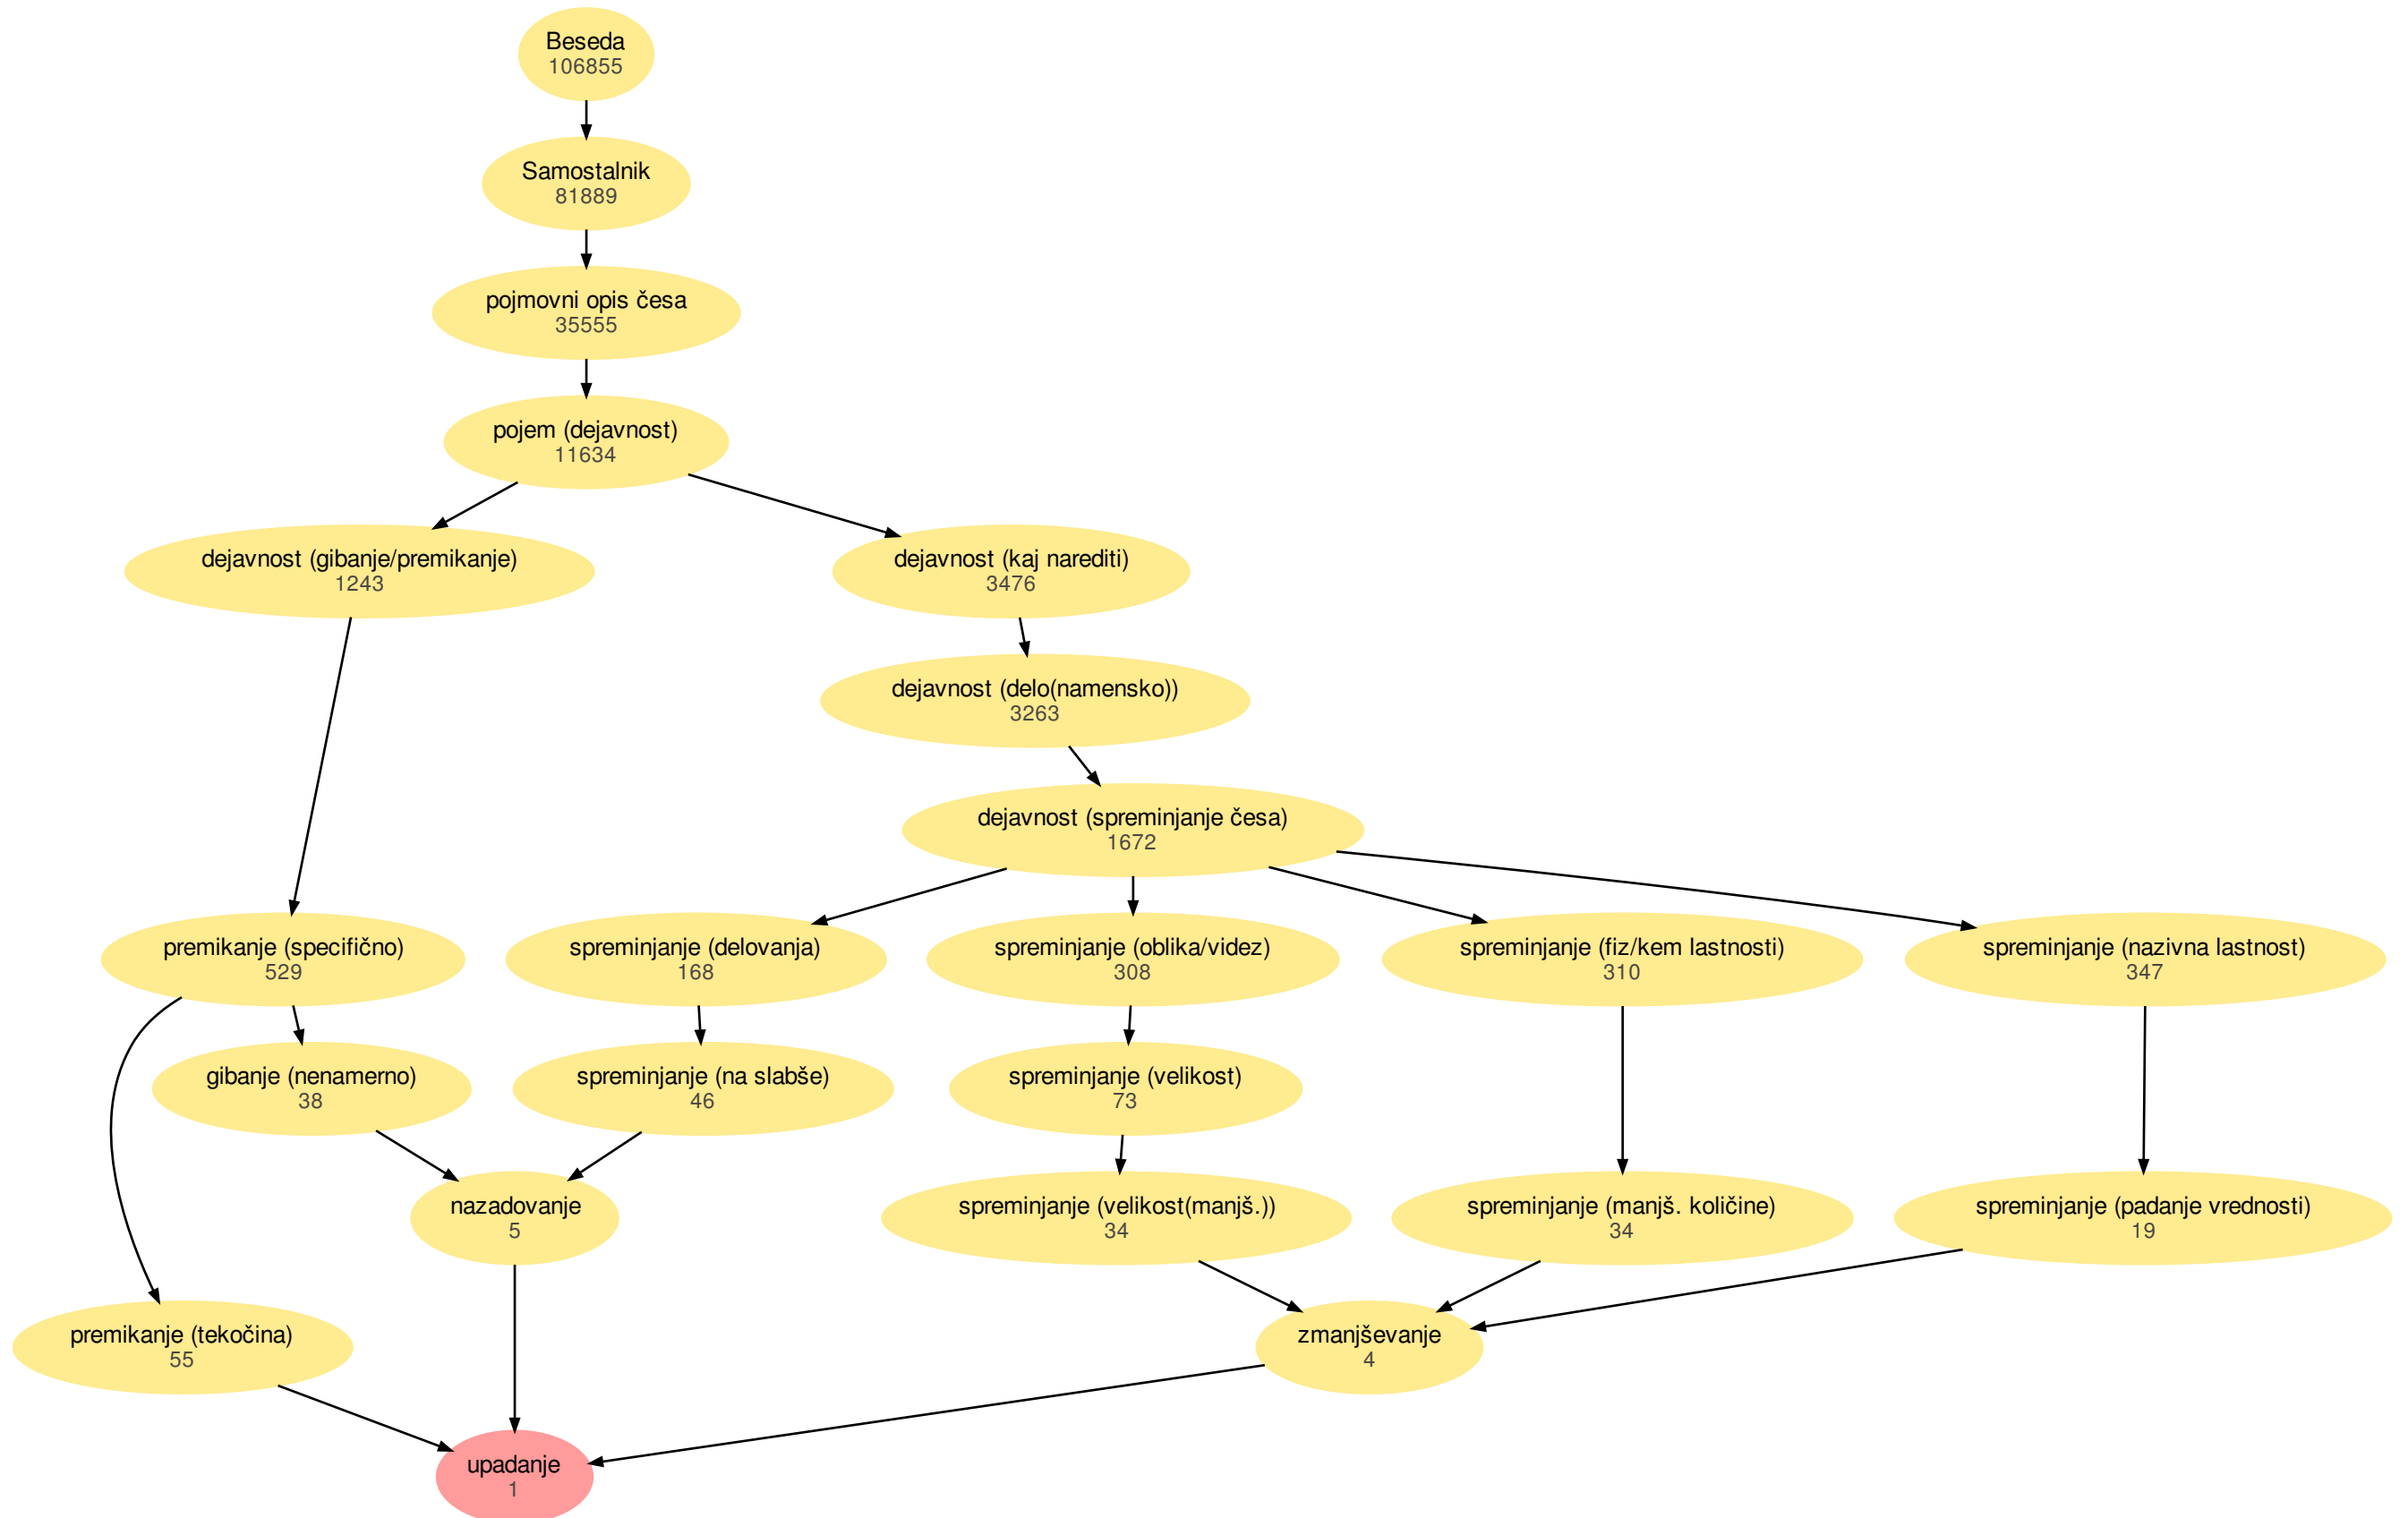 Beseda
106855
Samostalnik
81889
pojmovni opis česa
35555
pojem (dejavnost)
11634
dejavnost (gibanje/premikanje)
1243
dejavnost (kaj narediti)
3476
dejavnost (delo(namensko))
3263
dejavnost (spreminjanje česa)
1672
premikanje (specifično)
529
spreminjanje (delovanja)
168
spreminjanje (oblika/videz)
308
spreminjanje (fiz/kem lastnosti)
310
spreminjanje (nazivna lastnost)
347
gibanje (nenamerno)
38
spreminjanje (na slabše)
46
spreminjanje (velikost)
73
nazadovanje
5
spreminjanje (velikost(manjš.))
34
spreminjanje (manjš. količine)
34
spreminjanje (padanje vrednosti)
19
premikanje (tekočina)
55
zmanjševanje
4
upadanje
1